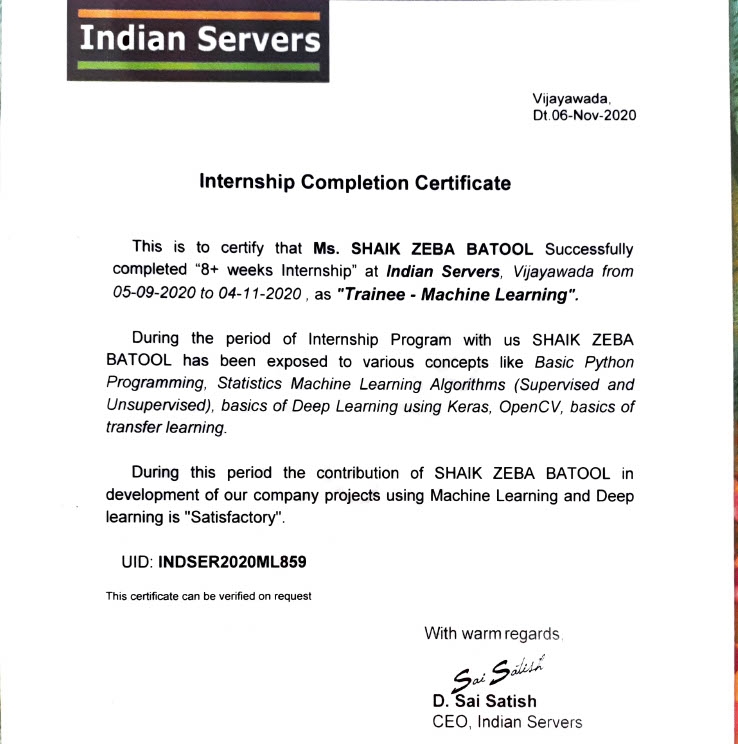 Indian Servers
Vijayawada,
Dt.06-Nov-2020
Internship Completion Certificate
This is to certify that Ms. SHAIK ZEBA BATOOL Successfully
completed "8+ weeks Internship" at Indian Servers, Vijayawada from
05-09-2020 to 04-11-2020 , as "Trainee - Machine Learning".
During the period of Internship Program with us SHAIK ZEBA
BATOOL has been exposed to various concepts like Basic Python
Programming, Statistics Machine Learning Algorithms (Supervised and
Unsupervised), basics of Deep Learning using Keras, OpenCV, basics of
transfer learning.
During this period the contribution of SHAIK ZEBA BATOOL in
development of our company projects using Machine Learning and Deep
learning is "Satisfactory".
UID: INDSER2020ML859
This certificate can be verified on request
With warm regards,
Sai Satish
D. Sai Satish
CEO, Indian Servers